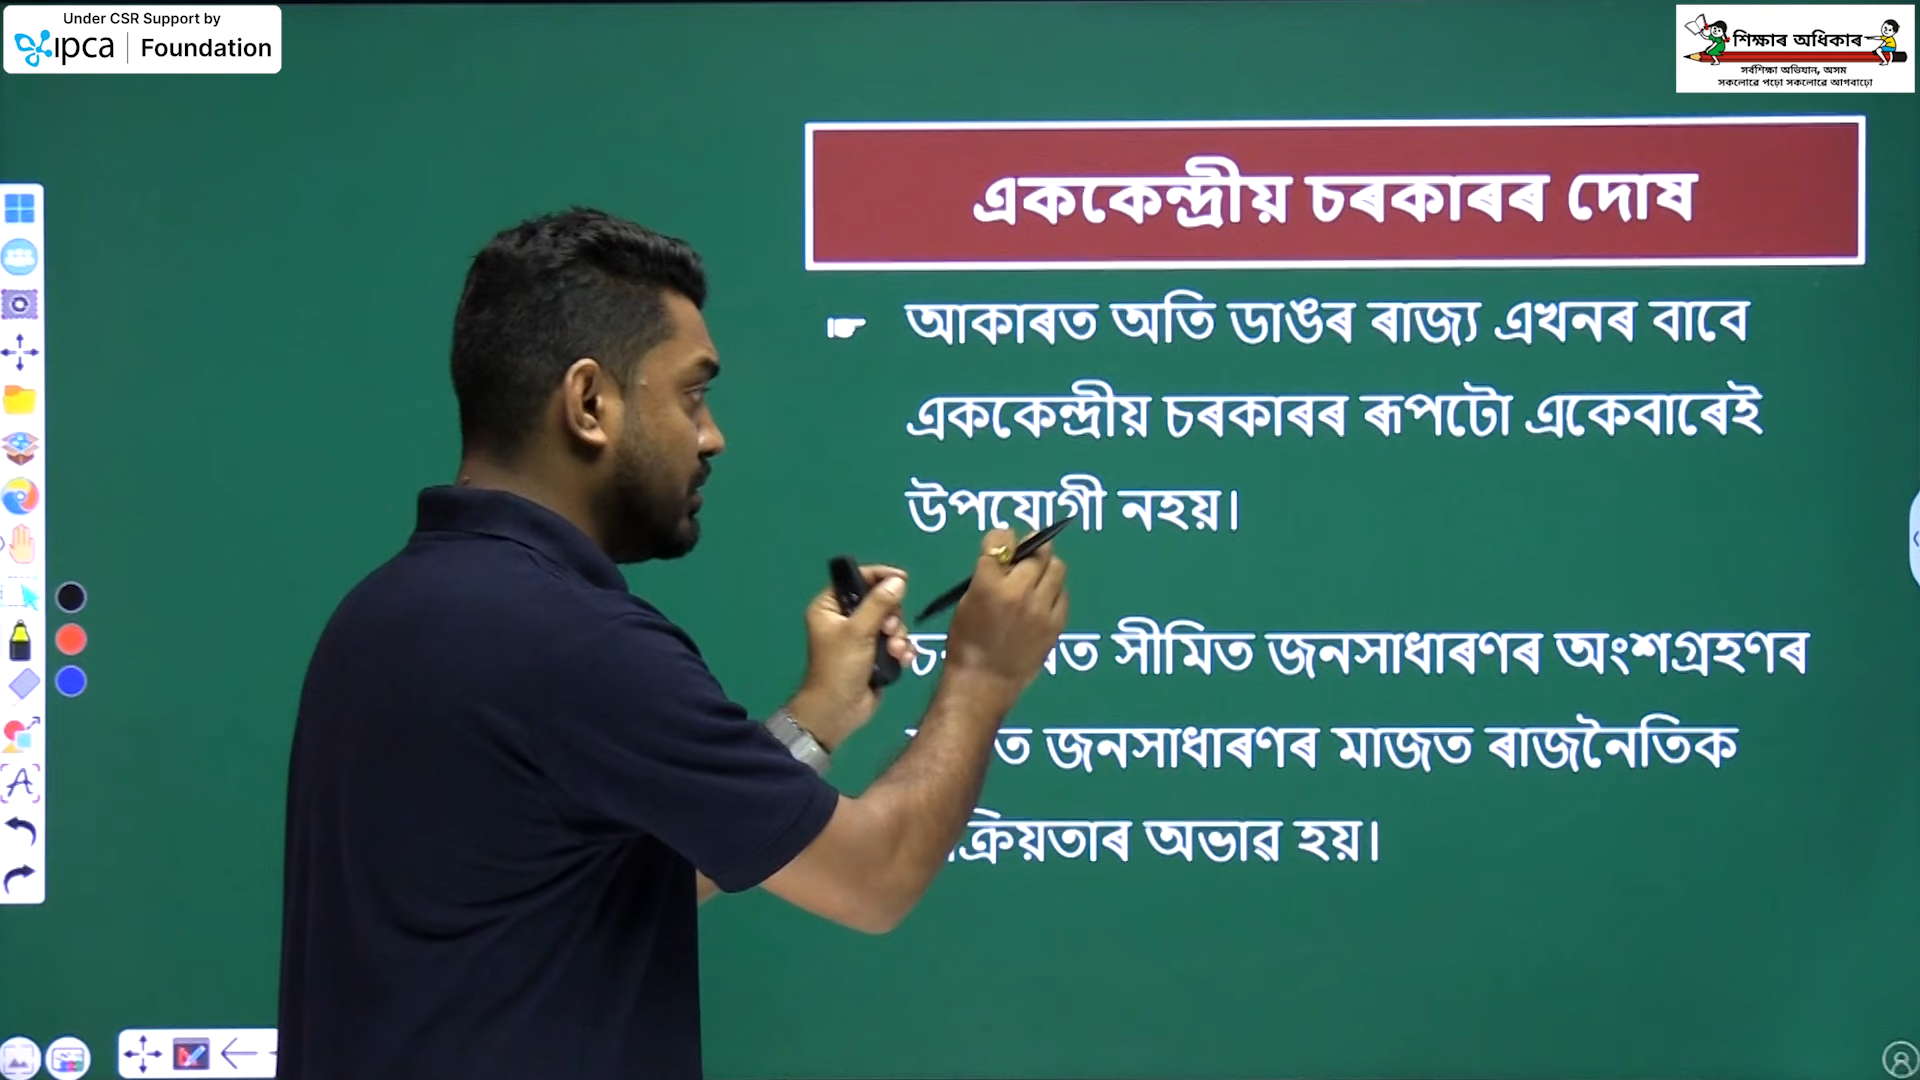 Under CSR Support by
ipca Foundation
শিক্ষাৰ অধিকাৰ
সৰ্বশিক্ষা অভিযান, অসম
সকলোৱে পঢ়ো সকলোৱে আগবাঢ়ো
এককেন্দ্ৰীয় চৰকাৰৰ দোষ
আকাৰত অতি ডাঙৰ ৰাজ্য এখনৰ বাবে
এককেন্দ্ৰীয় চৰকাৰৰ ৰূপটো একেবাৰেই
উপযোগী নহয়।
সীমিত জনসাধাৰণৰ অংশগ্ৰহণৰ
জনসাধাৰণৰ মাজত ৰাজনৈতিক
অভাৱ হয়।